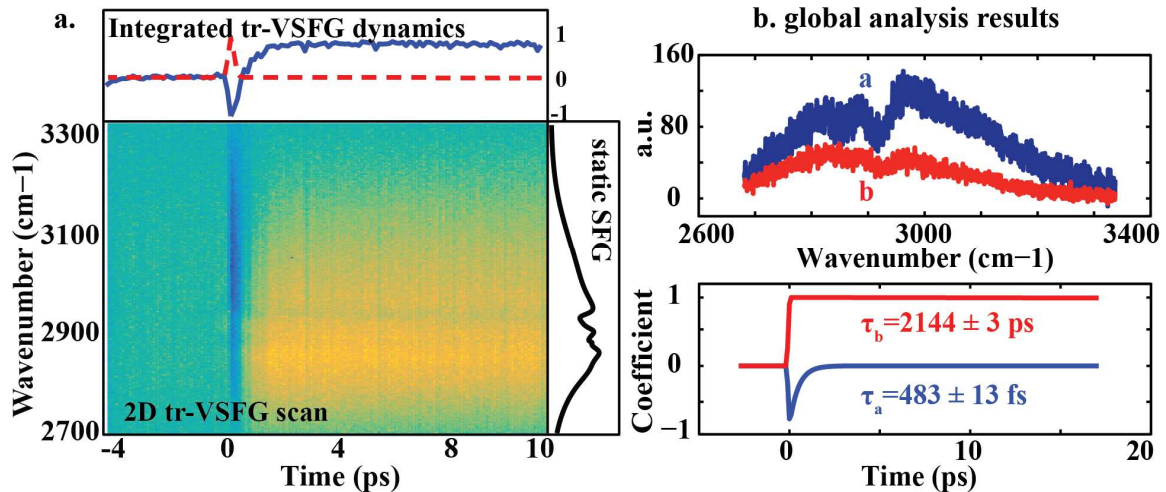 a.
Integrated tr-VSFG dynamics
1
0
-1
3300
3100
2900
2700
Wavenumber (cm−1)
static SFG
2D tr-VSFG scan
-4
0
4
8
10
Time (ps)
b. global analysis results
160
80
0
a.u.
a
b
2600
3000
3400
Wavenumber (cm−1)
1
0
−1
Coefficient
τb=2144 ± 3 ps
τa=483 ± 13 fs
0
10
20
Time (ps)